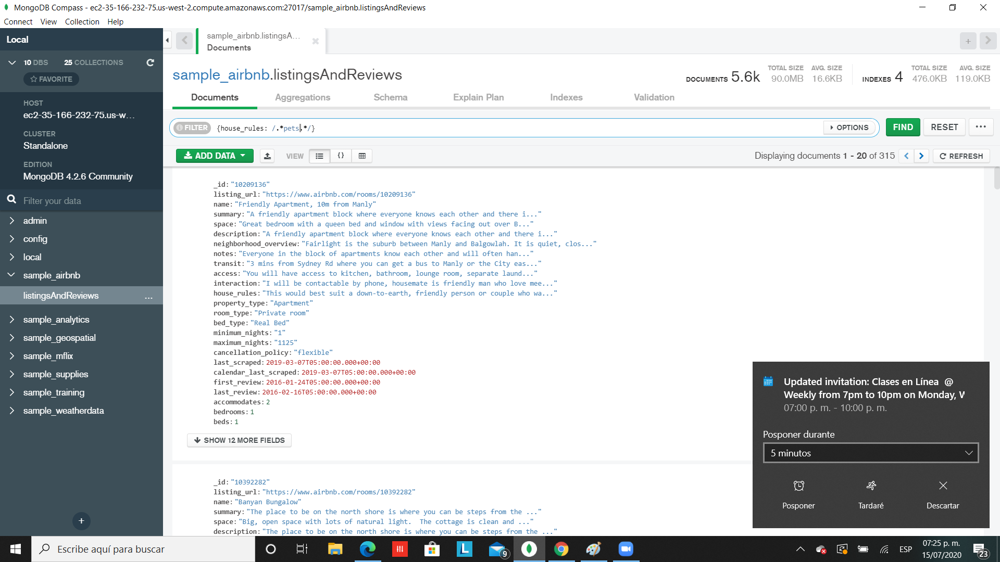 MongoDB Compass - ec2-35-166-232-75.us-west-2.compute.amazonaws.com:27017/sample_airbnb.listingsAndReviews
Connect View Collection Help
Local
10 DBS 25 COLLECTIONS
FAVORITE
HOST
ec2-35-166-232-75.us-w...
CLUSTER
Standalone
EDITION
MongoDB 4.2.6 Community
Filter your data
admin
config
local
sample_airbnb
listingsAndReviews ...
sample_analytics
sample_geospatial
sample_mflix
sample_supplies
sample_training
sample_weatherdata
sample_airbnb.listingsA...
Documents
sample_airbnb.listingsAndReviews
DOCUMENTS 5.6k TOTAL SIZE 90.0MB AVG. SIZE 16.6KB INDEXES 4 TOTAL SIZE 476.0KB AVG. SIZE 119.0KB
Documents Aggregations Schema Explain Plan Indexes Validation
FILTER {house_rules: /.*pets.*/} OPTIONS FIND RESET ...
ADD DATA VIEW {} Displaying documents 1 - 20 of 315 REFRESH
_id: "10209136"
listing_url: "https://www.airbnb.com/rooms/10209136"
name: "Friendly Apartment, 10m from Manly"
summary: "A friendly apartment block where everyone knows each other and there i..."
space: "Great bedroom with a queen bed and window with views facing out over B..."
description: "A friendly apartment block where everyone knows each other and there i..."
neighborhood_overview: "Fairlight is the suburb between Manly and Balgowlah. It is quiet, clos..."
notes: "Everyone in the block of apartments know each other and will often han..."
transit: "3 mins from Sydney Rd where you can get a bus to Manly or the City eas..."
access: "You will have access to kitchen, bathroom, lounge room, separate laund..."
interaction: "I will be contactable by phone, housemate is friendly man who love mee..."
house_rules: "This would best suit a down-to-earth, friendly person or couple who wa..."
property_type: "Apartment"
room_type: "Private room"
bed_type: "Real Bed"
minimum_nights: "1"
maximum_nights: "1125"
cancellation_policy: "flexible"
last_scraped: 2019-03-07T05:00:00.000+00:00
calendar_last_scraped: 2019-03-07T05:00:00.000+00:00
first_review: 2016-01-24T05:00:00.000+00:00
last_review: 2016-02-16T05:00:00.000+00:00
accommodates: 2
bedrooms: 1
beds: 1
SHOW 12 MORE FIELDS
_id: "10392282"
listing_url: "https://www.airbnb.com/rooms/10392282"
name: "Banyan Bungalow"
summary: "The place to be on the north shore is where you can be steps from the ..."
space: "Big, open space with lots of natural light.  The cottage is clean and ..."
description: "The place to be on the north shore is where you can be steps from the ..."
Updated invitation: Clases en Línea @
Weekly from 7pm to 10pm on Monday, W
07:00 p. m. - 10:00 p. m.
Posponer durante
5 minutos
Posponer Tardaré Descartar
Escribe aquí para buscar
L
9
ESP
07:25 p. m.
15/07/2020
23